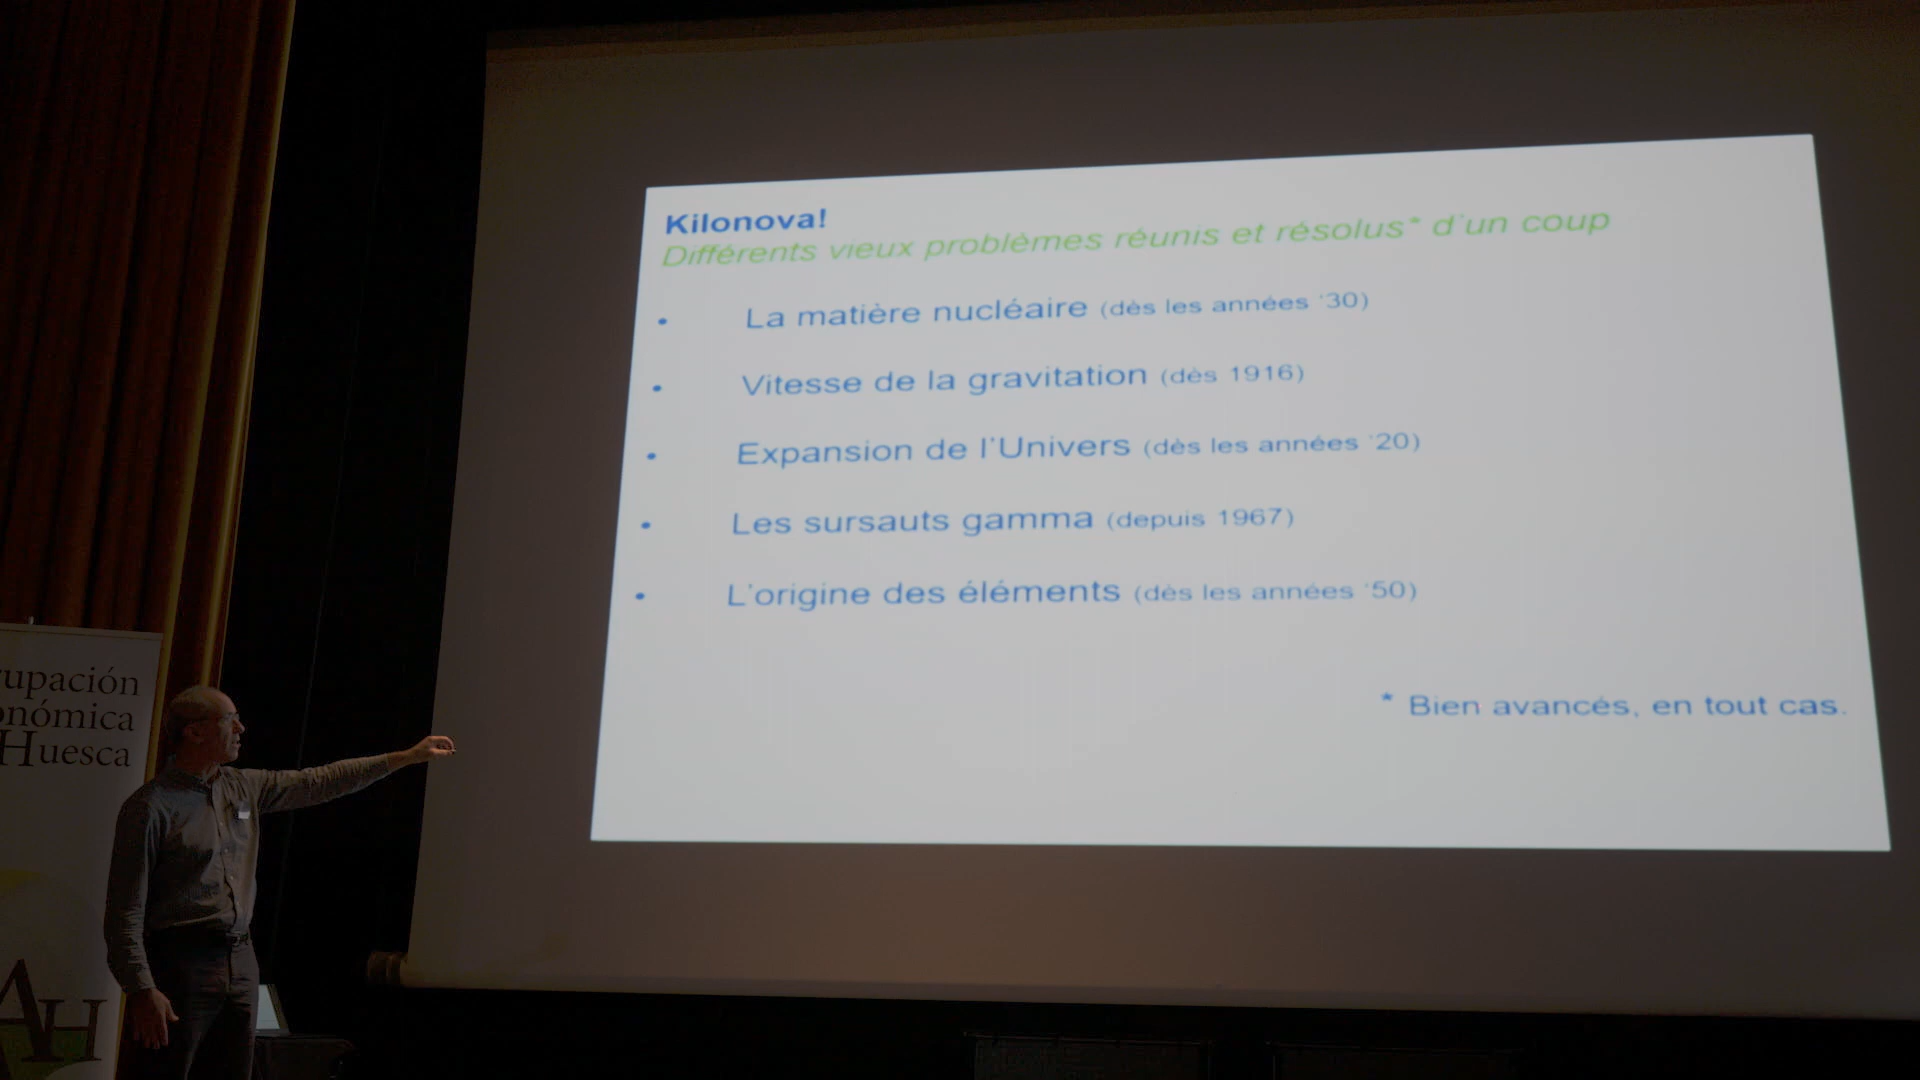 Kilonova!
Différents vieux problèmes réunis et résolus* d'un coup
• La matière nucléaire (dès les années '30)
• Vitesse de la gravitation (dès 1916)
• Expansion de l'Univers (dès les années '20)
• Les sursauts gamma (depuis 1967)
• L'origine des éléments (dès les années '50)
* Bien avancés, en tout cas.
Huesca
AH